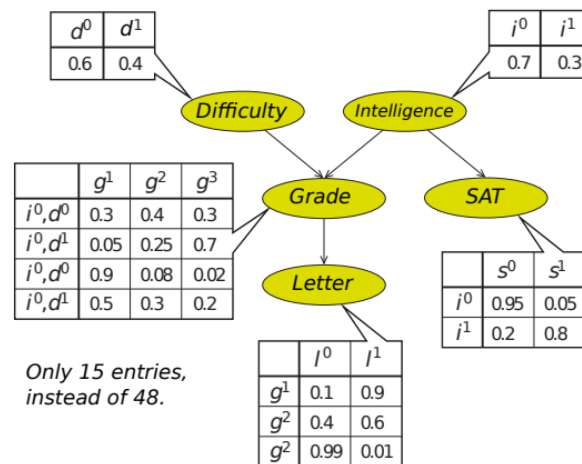 d⁰ d¹
0.6 0.4
i⁰ i¹
0.7 0.3
Difficulty
Intelligence
g¹ g² g³
i⁰,d⁰ 0.3 0.4 0.3
i⁰,d¹ 0.05 0.25 0.7
i⁰,d⁰ 0.9 0.08 0.02
i⁰,d¹ 0.5 0.3 0.2
Grade
SAT
s⁰ s¹
i⁰ 0.95 0.05
i¹ 0.2 0.8
Letter
l⁰ l¹
g¹ 0.1 0.9
g² 0.4 0.6
g² 0.99 0.01
Only 15 entries,
instead of 48.